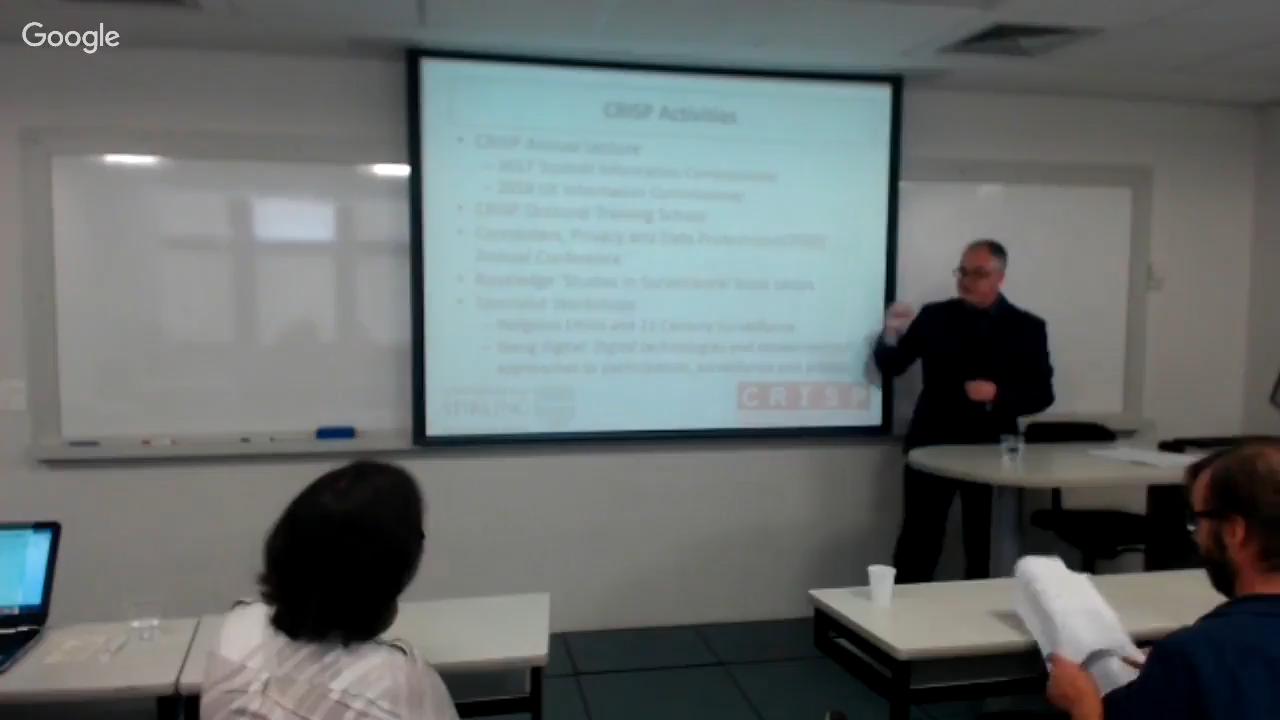 Google
CRISP Activities
• CRISP Annual Lecture
– 2017 Scottish Information Commissioner
– 2018 UK Information Commissioner
• CRISP Doctoral Training School
• Computers, Privacy and Data Protection (CPDP)
Annual Conference
• Routledge 'Studies in Surveillance' book series
• Specialist Workshops
– Religious Ethics and 21 Century Surveillance
– Being digital: digital technologies and
approaches to participation, surveillance and
STIRLING
CRISP